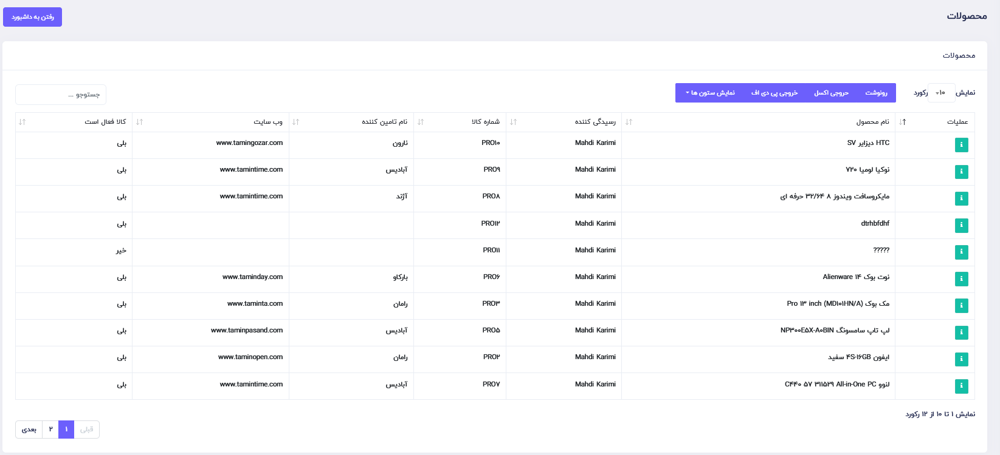 محصولات
رفتن به داشبورد
محصولات
نمایش ۱۰ رکورد
رونوشت حروجی اکسل خروجی پی دی اف نمایش ستون ها
جستوجو ...
عملیات نام محصول رسیدگی کننده شماره کالا نام تامین کننده وب سایت کالا فعال است
HTC دیزایر SV Mahdi Karimi PRO۱۰ نارون www.tamingozar.com بلی
نوکیا لومیا ۷۲۰ Mahdi Karimi PRO۹ آبادیس www.tamintime.com بلی
مایکروسافت ویندوز ۸ ۳۲/۶۴ حرفه ای Mahdi Karimi PRO۸ آژند www.tamintime.com بلی
dtrhbfdhf Mahdi Karimi PRO۱۲ بلی
????? Mahdi Karimi PRO۱۱ خیر
نوت بوک Alienware ۱۴ Mahdi Karimi PRO۶ بارکاو www.taminday.com بلی
مک بوک Pro ۱۳ inch (MD۱۰۱HN/A) Mahdi Karimi PRO۳ رامان www.taminta.com بلی
لپ تاپ سامسونگ NP۳۰۰E۵X-A۰BIN Mahdi Karimi PRO۵ آبادیس www.taminpasand.com بلی
ایفون ۴S-۱۶GB سفید Mahdi Karimi PRO۲ رامان www.taminopen.com بلی
لنوو C۴۴۰ ۵۷ ۳۱۱۵۲۹ All-in-One PC Mahdi Karimi PRO۷ آبادیس www.tamintime.com بلی
نمایش ۱ تا ۱۰ از ۱۲ رکورد
قبلی ۱ ۲ بعدی